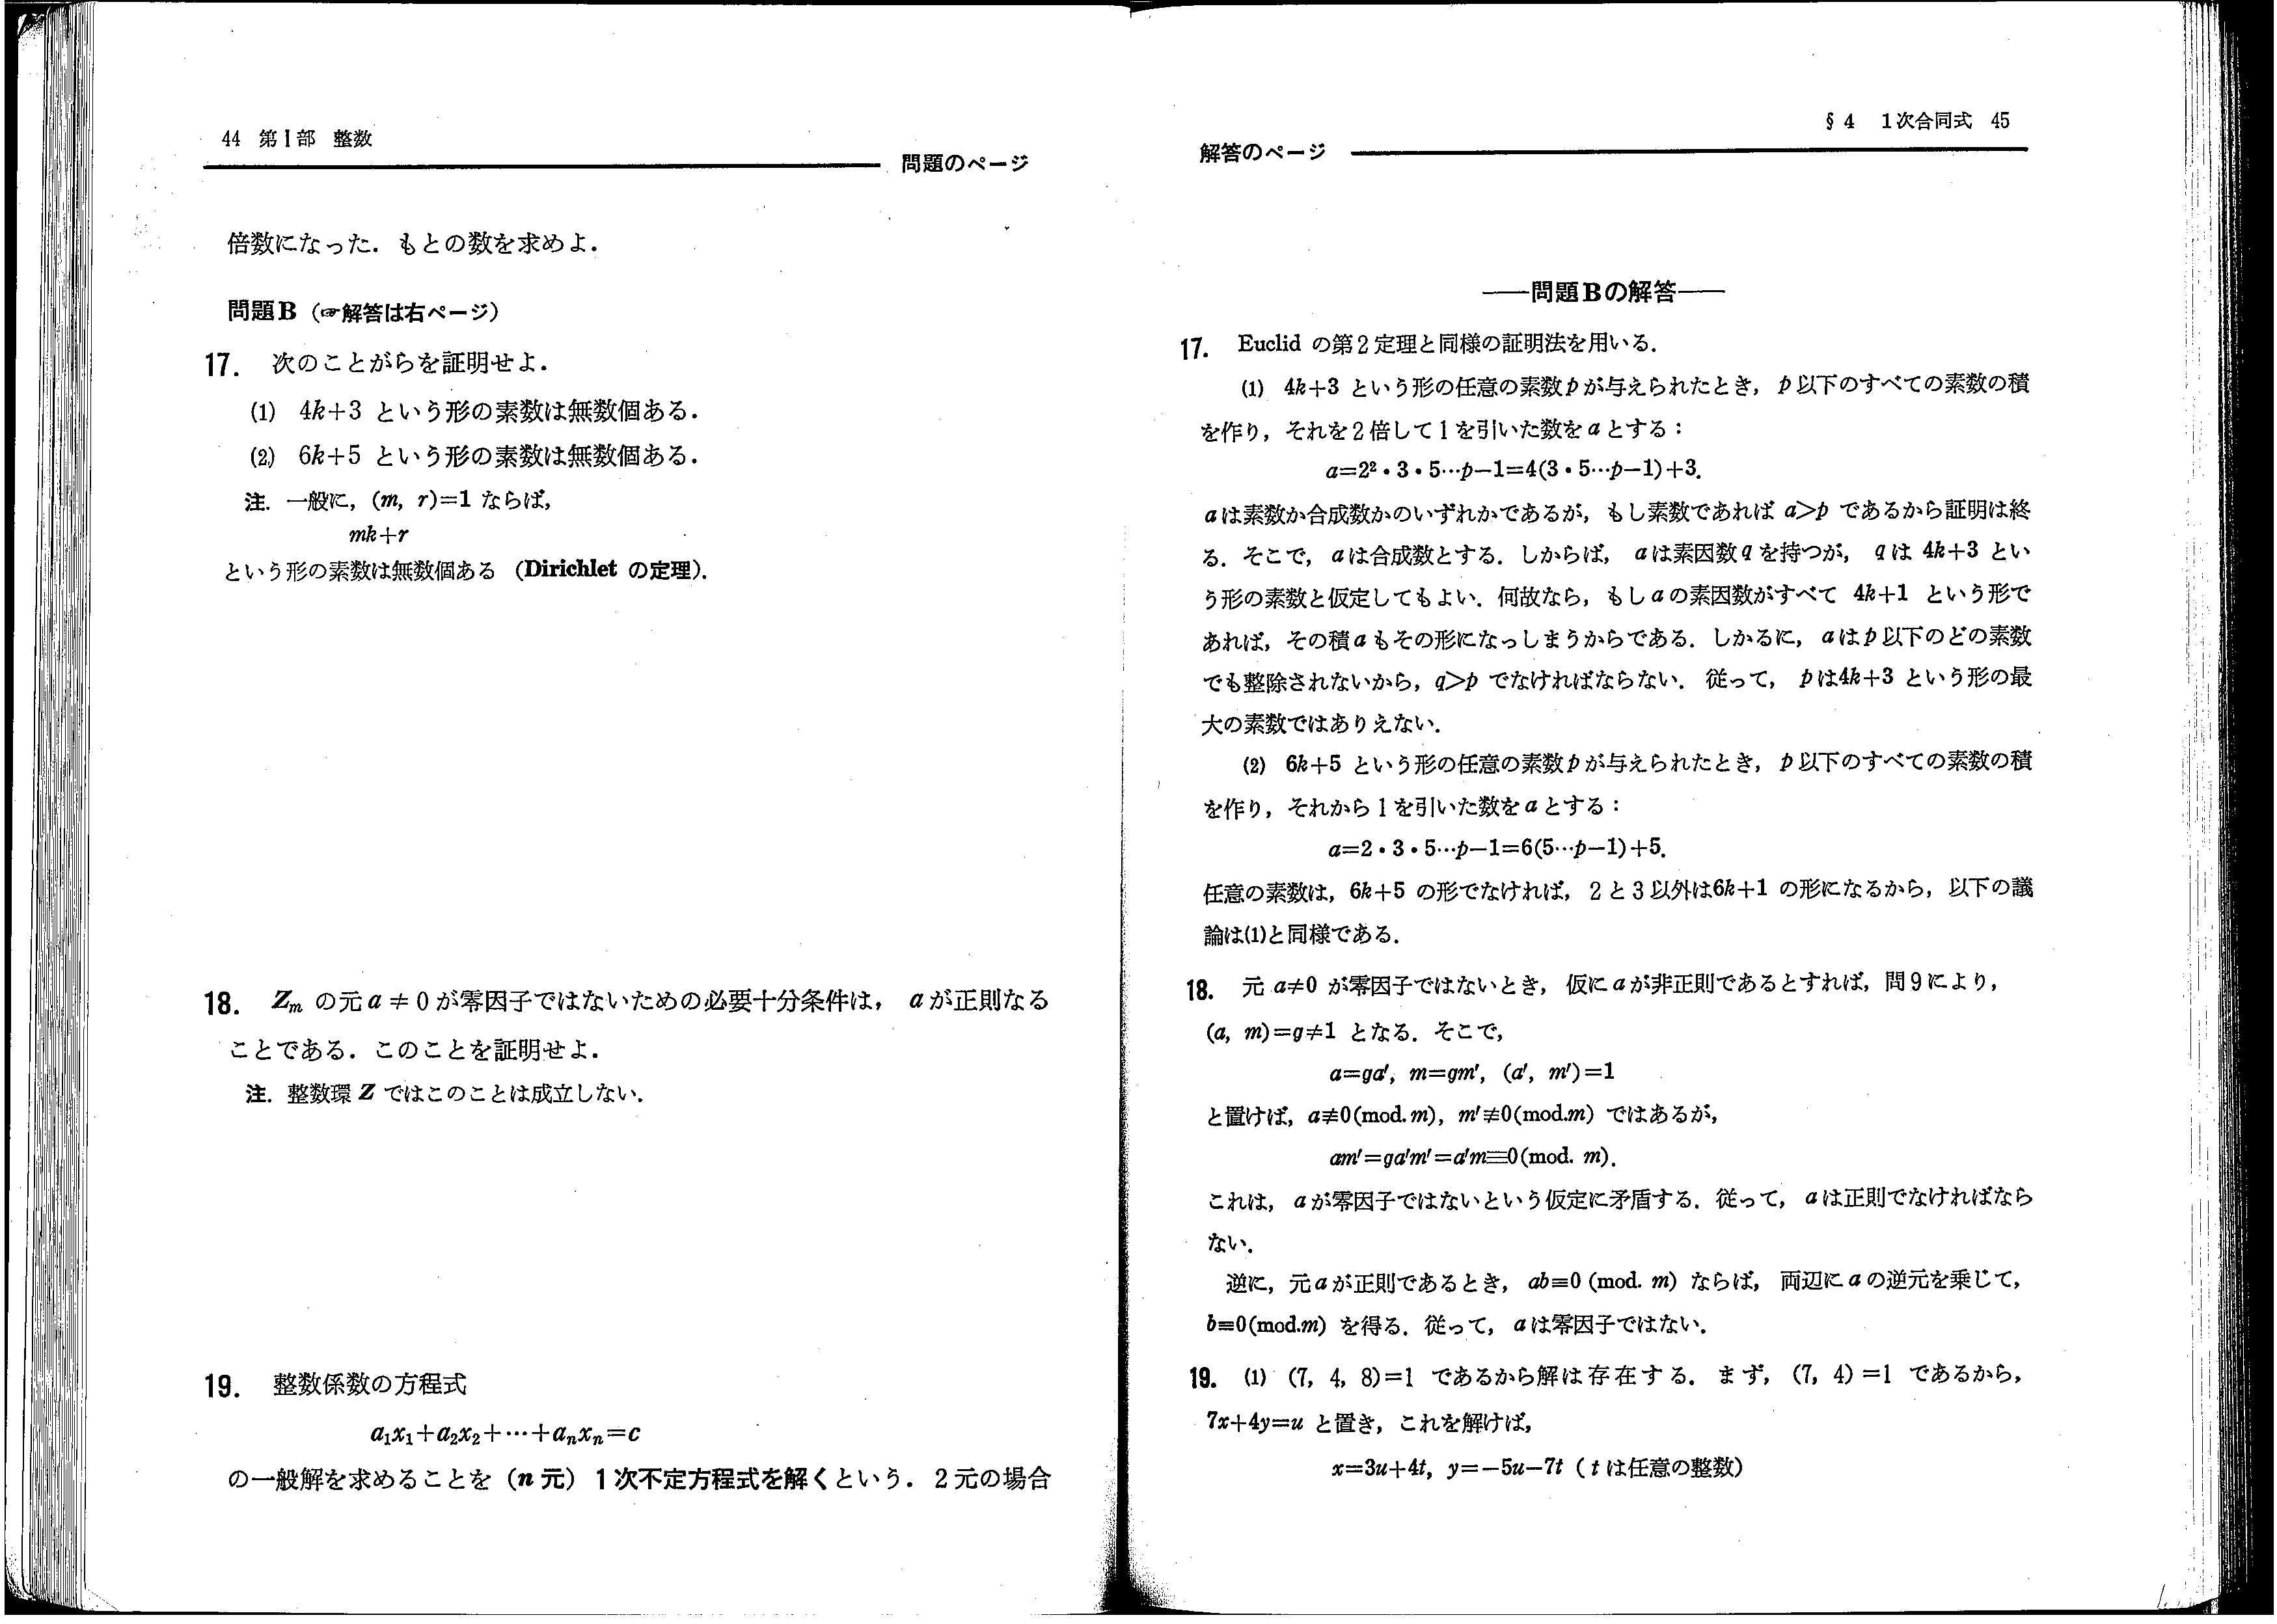 44 第1部 整数
問題のページ
倍数になった．もとの数を求めよ．
問題B（☞解答は右ページ）
17. 次のことがらを証明せよ．
(1) 4k+3 という形の素数は無数個ある．
(2) 6k+5 という形の素数は無数個ある．
注. 一般に，(m, r)=1 ならば，
mk+r
という形の素数は無数個ある （Dirichlet の定理）．
18. Zₘ の元 a≠0 が零因子ではないための必要十分条件は， a が正則なる
ことである．このことを証明せよ．
注. 整数環 Z ではこのことは成立しない．
19. 整数係数の方程式
a₁x₁+a₂x₂+⋯+aₙxₙ=c
の一般解を求めることを（n 元）1次不定方程式を解くという．2元の場合
§4 1次合同式 45
解答のページ
――問題Bの解答――
17. Euclid の第2定理と同様の証明法を用いる．
(1) 4k+3 という形の任意の素数 p が与えられたとき，p 以下のすべての素数の積
を作り，それを2倍して1を引いた数を a とする：
a=2²・3・5⋯p−1=4(3・5⋯p−1)+3.
a は素数か合成数かのいずれかであるが，もし素数であれば a>p であるから証明は終
る．そこで，a は合成数とする．しからば，a は素因数 q を持つが，q は 4k+3 とい
う形の素数と仮定してもよい．何故なら，もし a の素因数がすべて 4k+1 という形で
あれば，その積 a もその形になっしまうからである．しかるに，a は p 以下のどの素数
でも整除されないから，q>p でなければならない．従って，p は4k+3 という形の最
大の素数ではありえない．
(2) 6k+5 という形の任意の素数 p が与えられたとき，p 以下のすべての素数の積
を作り，それから1を引いた数を a とする：
a=2・3・5⋯p−1=6(5⋯p−1)+5.
任意の素数は，6k+5 の形でなければ，2と3以外は6k+1 の形になるから，以下の議
論は(1)と同様である．
18. 元 a≠0 が零因子ではないとき，仮に a が非正則であるとすれば，問9により，
(a, m)=g≠1 となる．そこで，
a=ga′, m=gm′, (a′, m′)=1
と置けば，a≢0(mod. m), m′≢0(mod.m) ではあるが，
am′=ga′m′=a′m≡0(mod. m).
これは，a が零因子ではないという仮定に矛盾する．従って，a は正則でなければなら
ない．
逆に，元 a が正則であるとき，ab≡0 (mod. m) ならば，両辺に a の逆元を乗じて，
b≡0(mod.m) を得る．従って，a は零因子ではない．
19. (1) (7, 4, 8)=1 であるから解は存在する．まず，(7, 4)=1 であるから，
7x+4y=u と置き，これを解けば，
x=3u+4t, y=−5u−7t（t は任意の整数）